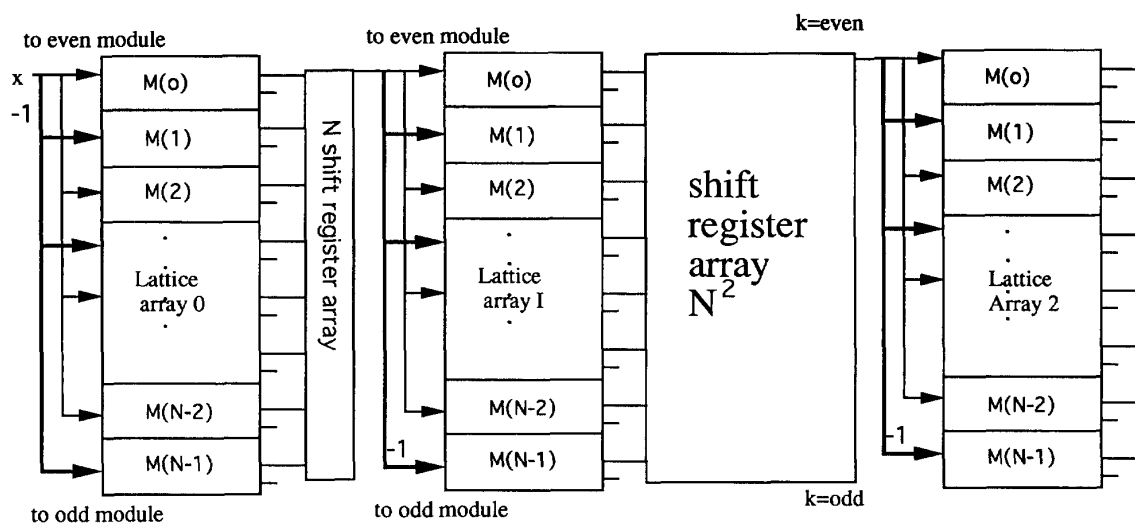 to even module
to even module
k=even
x
-1
M(o)
M(1)
M(2)
Lattice
array 0
M(N-2)
M(N-1)
to odd module
N shift register array
M(o)
M(1)
M(2)
Lattice
array I
M(N-2)
-1
M(N-1)
to odd module
shift
register
array
N²
k=odd
M(o)
M(1)
M(2)
Lattice
Array 2
M(N-2)
-1
M(N-1)